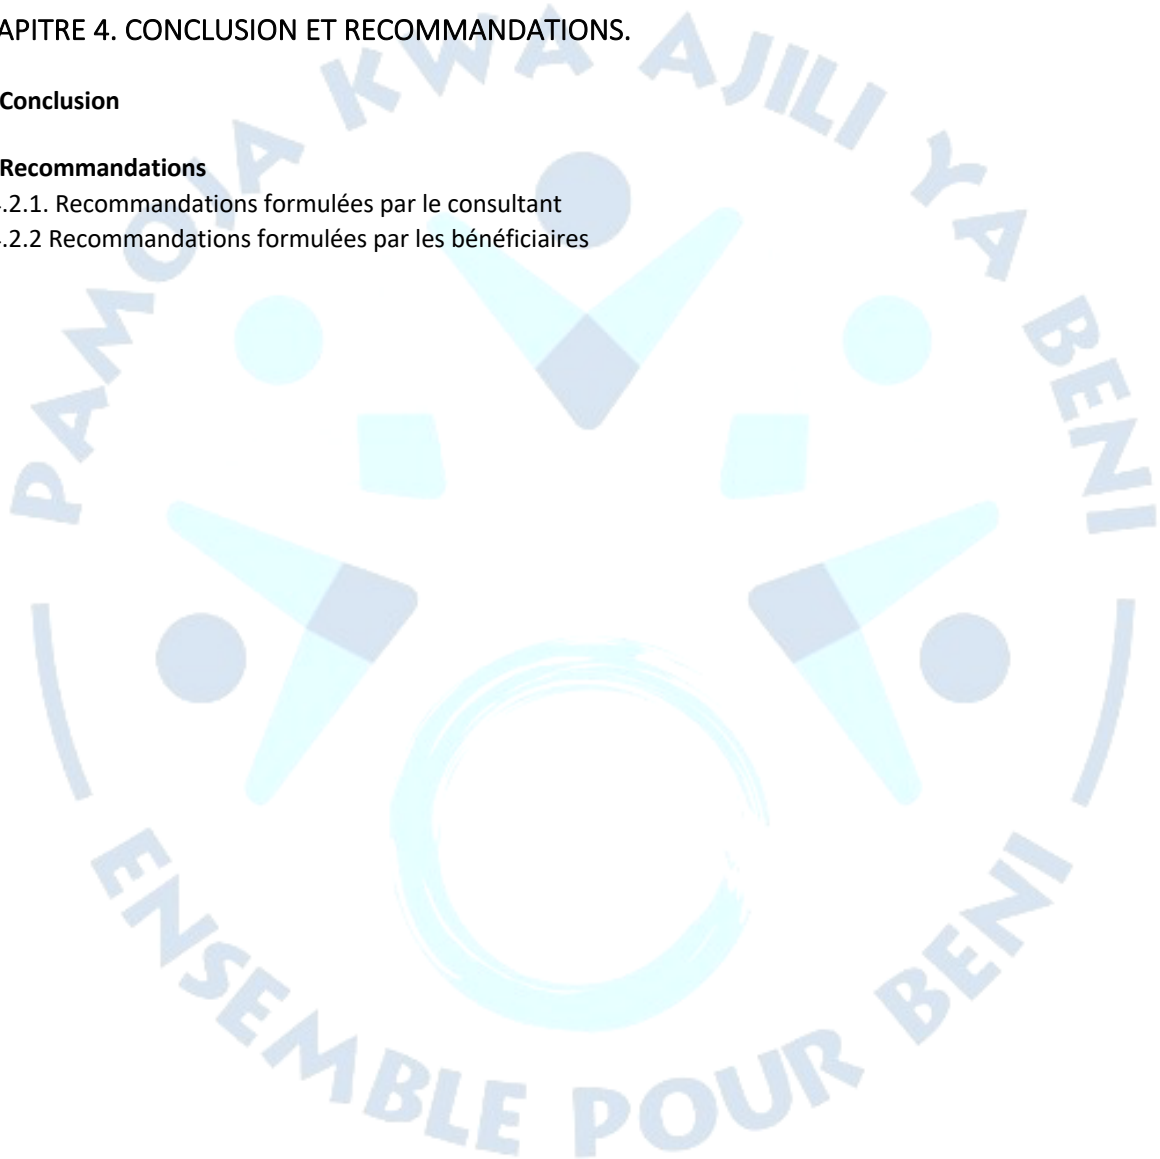 APITRE 4. CONCLUSION ET RECOMMANDATIONS.
Conclusion
Recommandations
.2.1. Recommandations formulées par le consultant
.2.2 Recommandations formulées par les bénéficiaires
PAMOJA KWA AJILI YA BENI
ENSEMBLE POUR BENI